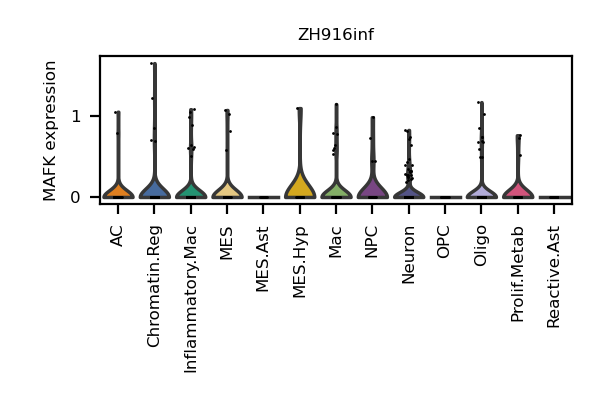 ZH916inf
MAFK expression
1
0
AC
Chromatin.Reg
Inflammatory.Mac
MES
MES.Ast
MES.Hyp
Mac
NPC
Neuron
OPC
Oligo
Prolif.Metab
Reactive.Ast